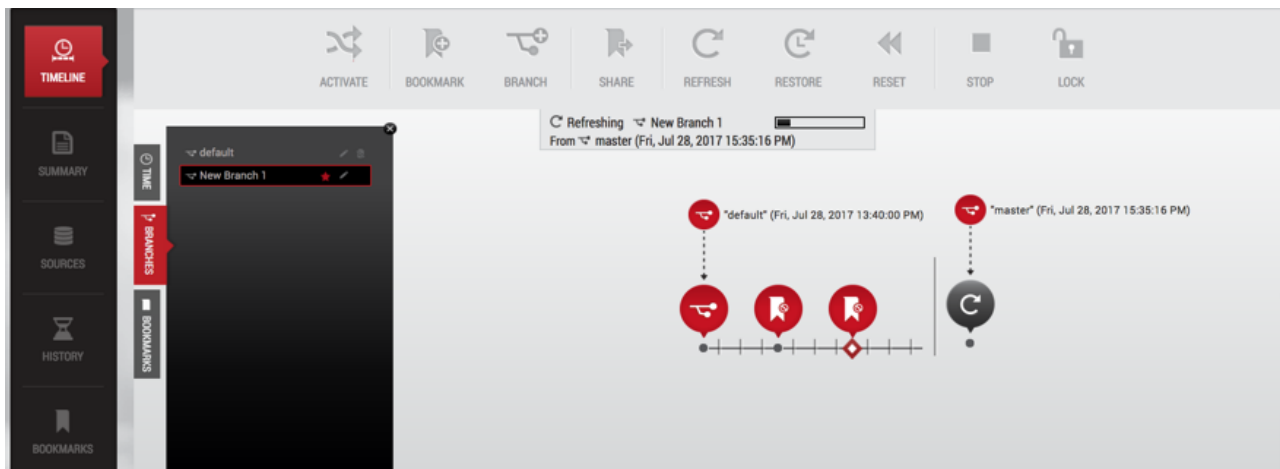 TIMELINE
SUMMARY
SOURCES
HISTORY
BOOKMARKS
ACTIVATE
BOOKMARK
BRANCH
SHARE
REFRESH
RESTORE
RESET
STOP
LOCK
Refreshing New Branch 1
From master (Fri, Jul 28, 2017 15:35:16 PM)
TIME
BRANCHES
BOOKMARKS
default
New Branch 1
"default" (Fri, Jul 28, 2017 13:40:00 PM)
"master" (Fri, Jul 28, 2017 15:35:16 PM)